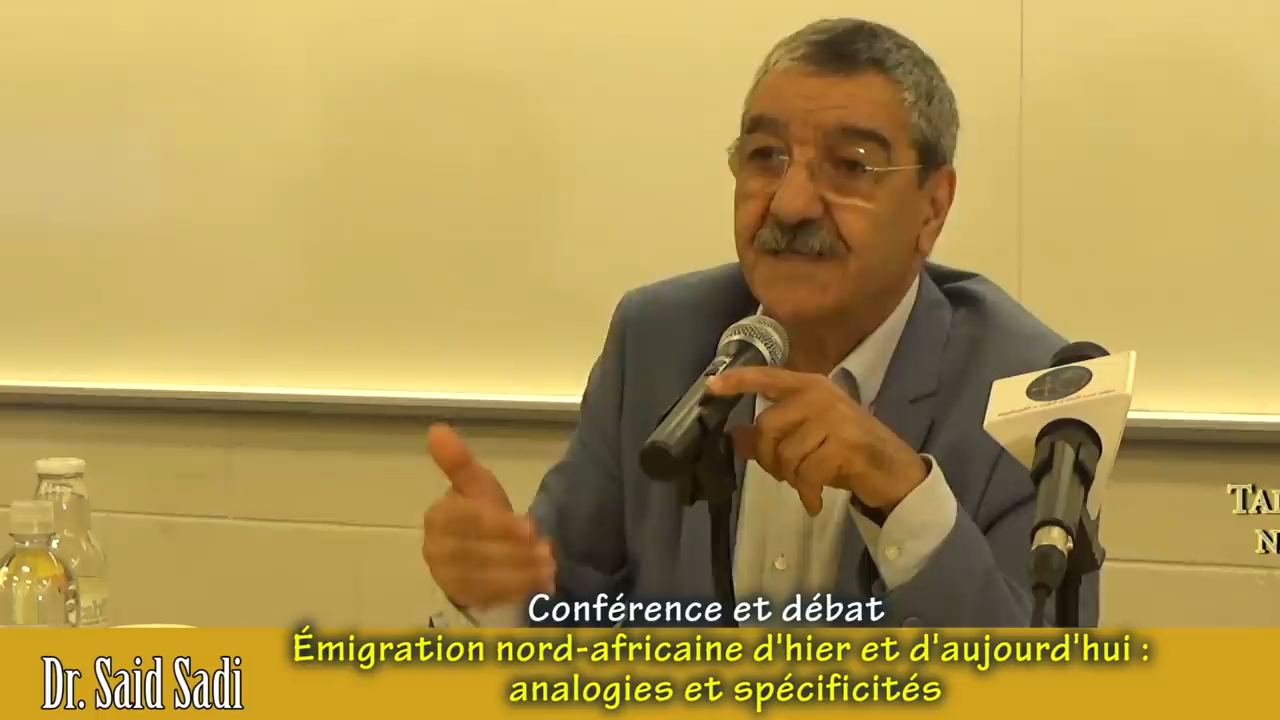 Conférence et débat
Émigration nord-africaine d'hier et d'aujourd'hui :
analogies et spécificités
Dr. Said Sadi